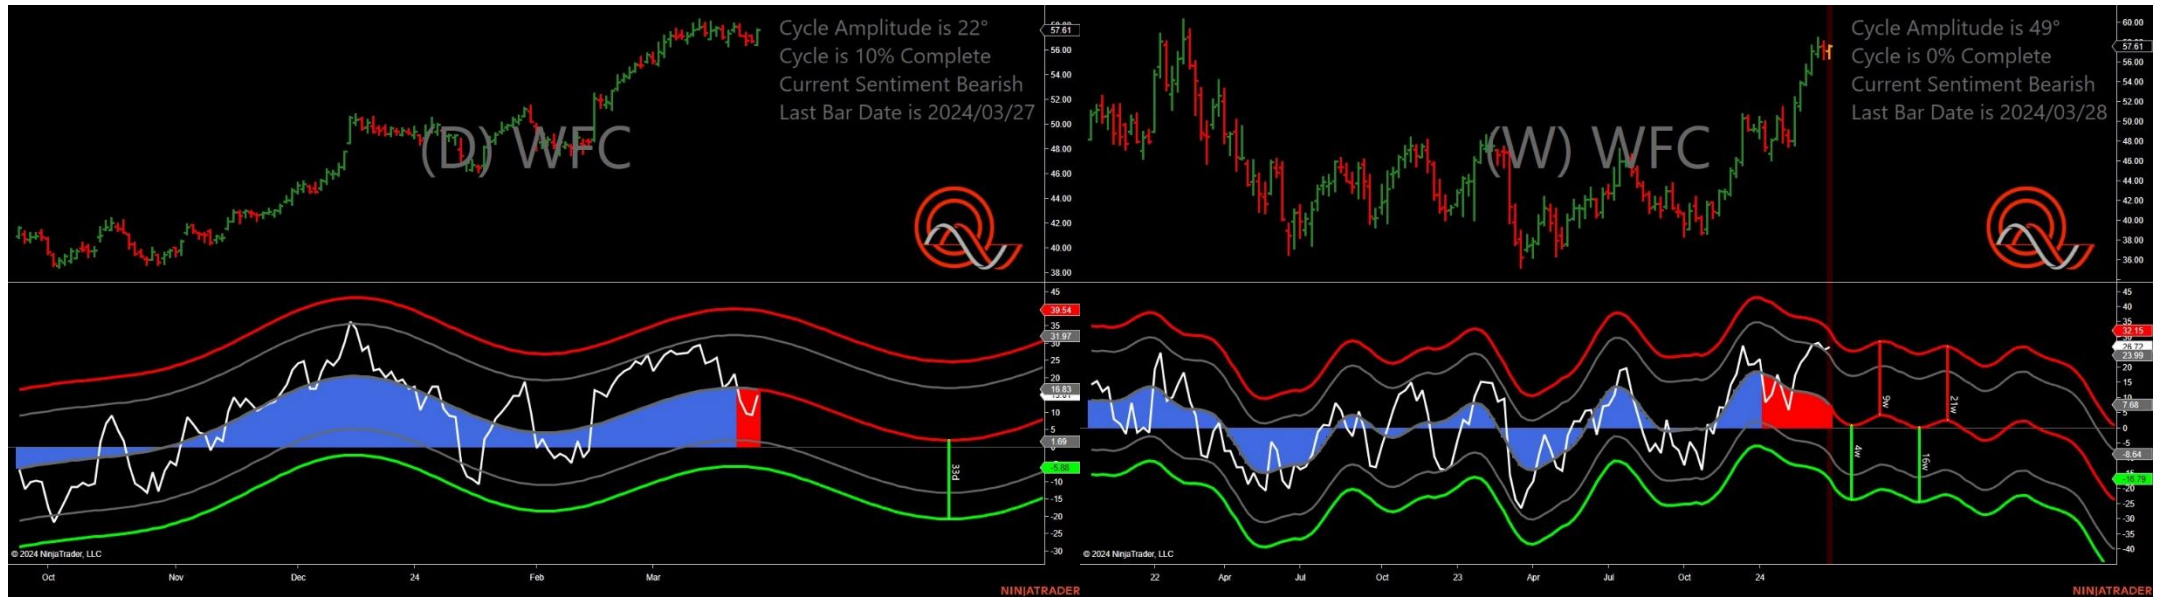 Cycle Amplitude is 22°
Cycle is 10% Complete
Current Sentiment Bearish
Last Bar Date is 2024/03/27
(D) WFC
57.61
56.00
54.00
52.00
50.00
48.00
46.00
44.00
42.00
40.00
38.00
45
39.54
35
31.97
30
25
20
16.83
10
5
1.69
0
-5.88
-10
-15
-20
-25
-30
33d
© 2024 NinjaTrader, LLC
Oct Nov Dec 24 Feb Mar
NINJATRADER
Cycle Amplitude is 49°
Cycle is 0% Complete
Current Sentiment Bearish
Last Bar Date is 2024/03/28
(W) WFC
60.00
57.61
56.00
54.00
52.00
50.00
48.00
46.00
44.00
42.00
40.00
38.00
36.00
45
40
35
32.15
26.72
23.99
20
15
10
7.68
5
0
-5
-8.64
-16.79
-20
-25
-30
-35
-40
9w
21w
4w
16w
© 2024 NinjaTrader, LLC
22 Apr Jul Oct 23 Apr Jul Oct 24
NINJATRADER